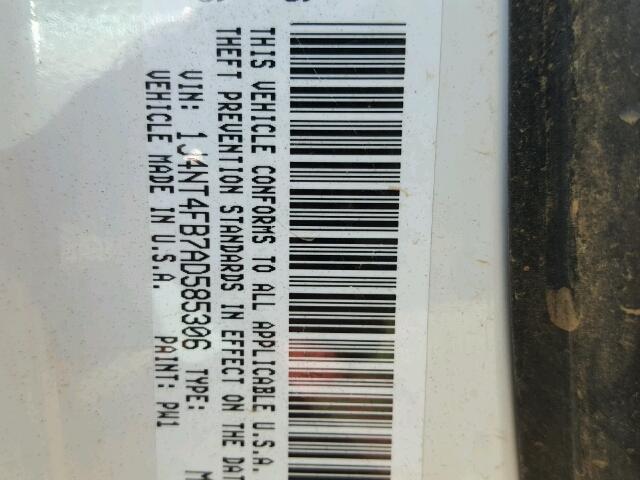 THIS VEHICLE CONFORMS TO ALL APPLICABLE U.S.A.
THEFT PREVENTION STANDARDS IN EFFECT ON THE DAT
VIN: 1J4NT4FB7AD585306 TYPE: M
VEHICLE MADE IN U.S.A. PAINT: PW1